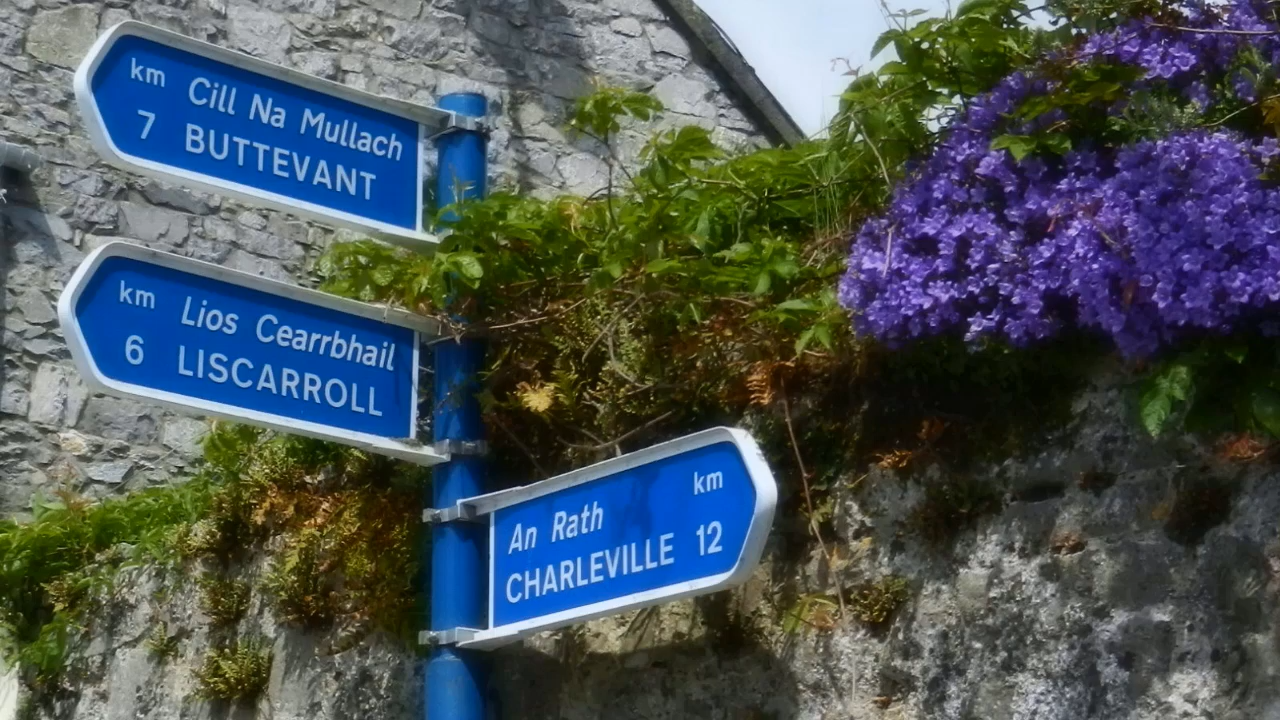 km Cill Na Mullach
7 BUTTEVANT
km Lios Cearrbhail
6 LISCARROLL
km
An Rath
CHARLEVILLE 12